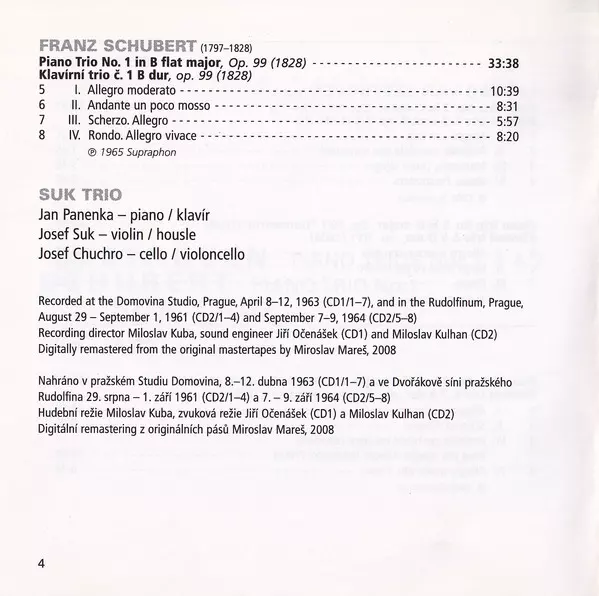 FRANZ SCHUBERT (1797–1828)
Piano Trio No. 1 in B flat major, Op. 99 (1828) ------------------------ 33:38
Klavírní trio č. 1 B dur, op. 99 (1828)
5 I. Allegro moderato ---------------------------------------- 10:39
6 II. Andante un poco mosso ----------------------------------- 8:31
7 III. Scherzo. Allegro ----------------------------------------- 5:57
8 IV. Rondo. Allegro vivace ------------------------------------- 8:20
℗ 1965 Supraphon
SUK TRIO
Jan Panenka – piano / klavír
Josef Suk – violin / housle
Josef Chuchro – cello / violoncello
Recorded at the Domovina Studio, Prague, April 8–12, 1963 (CD1/1–7), and in the Rudolfinum, Prague,
August 29 – September 1, 1961 (CD2/1–4) and September 7–9, 1964 (CD2/5–8)
Recording director Miloslav Kuba, sound engineer Jiří Očenášek (CD1) and Miloslav Kulhan (CD2)
Digitally remastered from the original mastertapes by Miroslav Mareš, 2008
Nahráno v pražském Studiu Domovina, 8.–12. dubna 1963 (CD1/1–7) a ve Dvořákově síni pražského
Rudolfina 29. srpna – 1. září 1961 (CD2/1–4) a 7. – 9. září 1964 (CD2/5–8)
Hudební režie Miloslav Kuba, zvuková režie Jiří Očenášek (CD1) a Miloslav Kulhan (CD2)
Digitální remastering z originálních pásů Miroslav Mareš, 2008
4